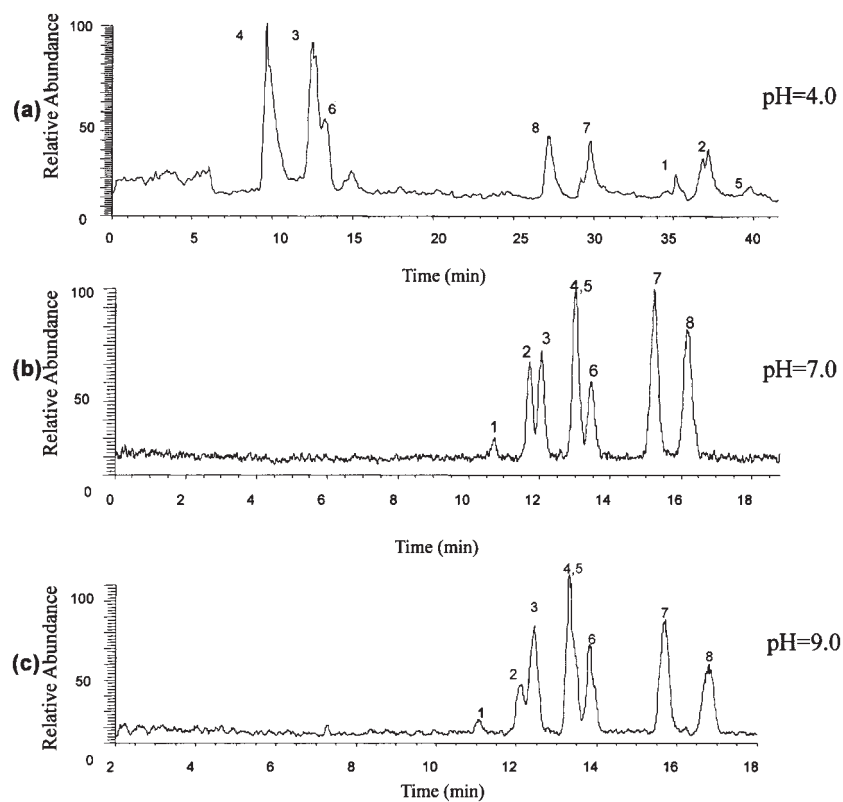 100
4
3
6
8
7
1
2
5
(a)
Relative Abundance
50
0
pH=4.0
0 5 10 15 20 25 30 35 40
Time (min)
100
4,5
7
3
2
8
6
1
(b)
Relative Abundance
50
0
pH=7.0
0 2 4 6 8 10 12 14 16 18
Time (min)
100
4,5
3
7
6
8
2
1
(c)
Relative Abundance
50
0
pH=9.0
2 4 6 8 10 12 14 16 18
Time (min)